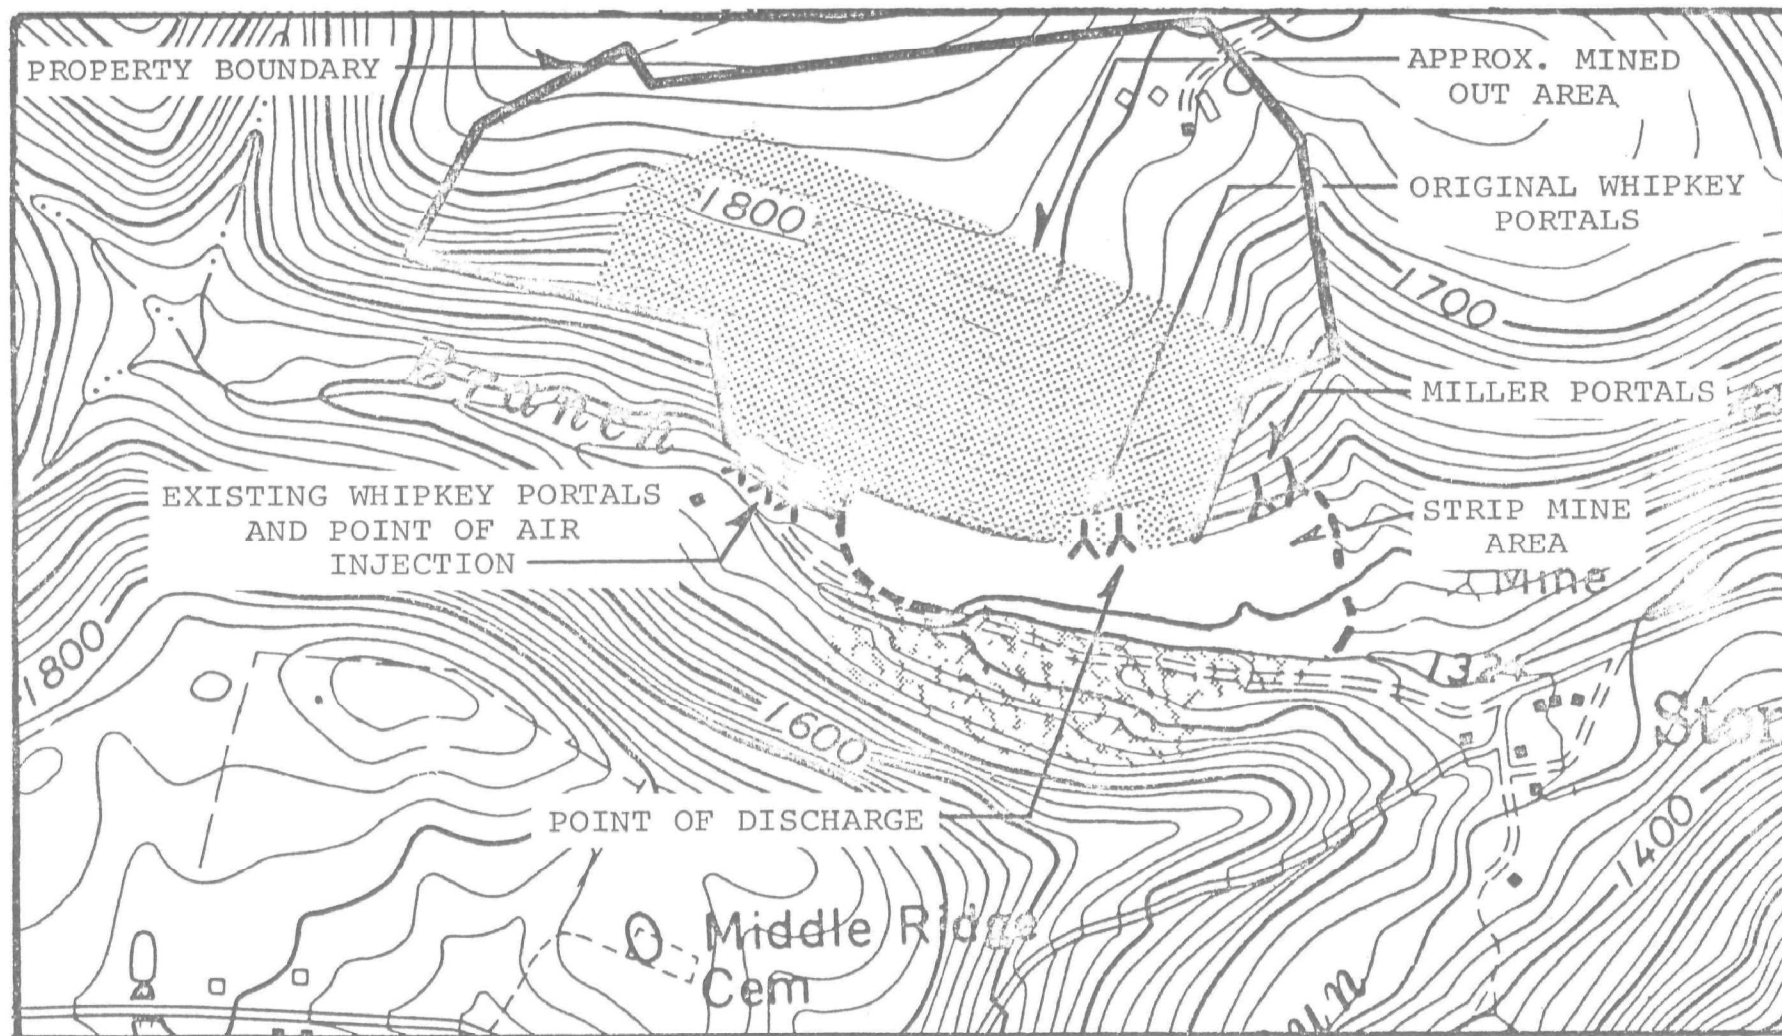 PROPERTY BOUNDARY
APPROX. MINED
OUT AREA
1800
ORIGINAL WHIPKEY
PORTALS
1700
Branch
MILLER PORTALS
EXISTING WHIPKEY PORTALS
AND POINT OF AIR
INJECTION
STRIP MINE
AREA
Mine
1800
1600
POINT OF DISCHARGE
1400
Middle Ridge
Cem